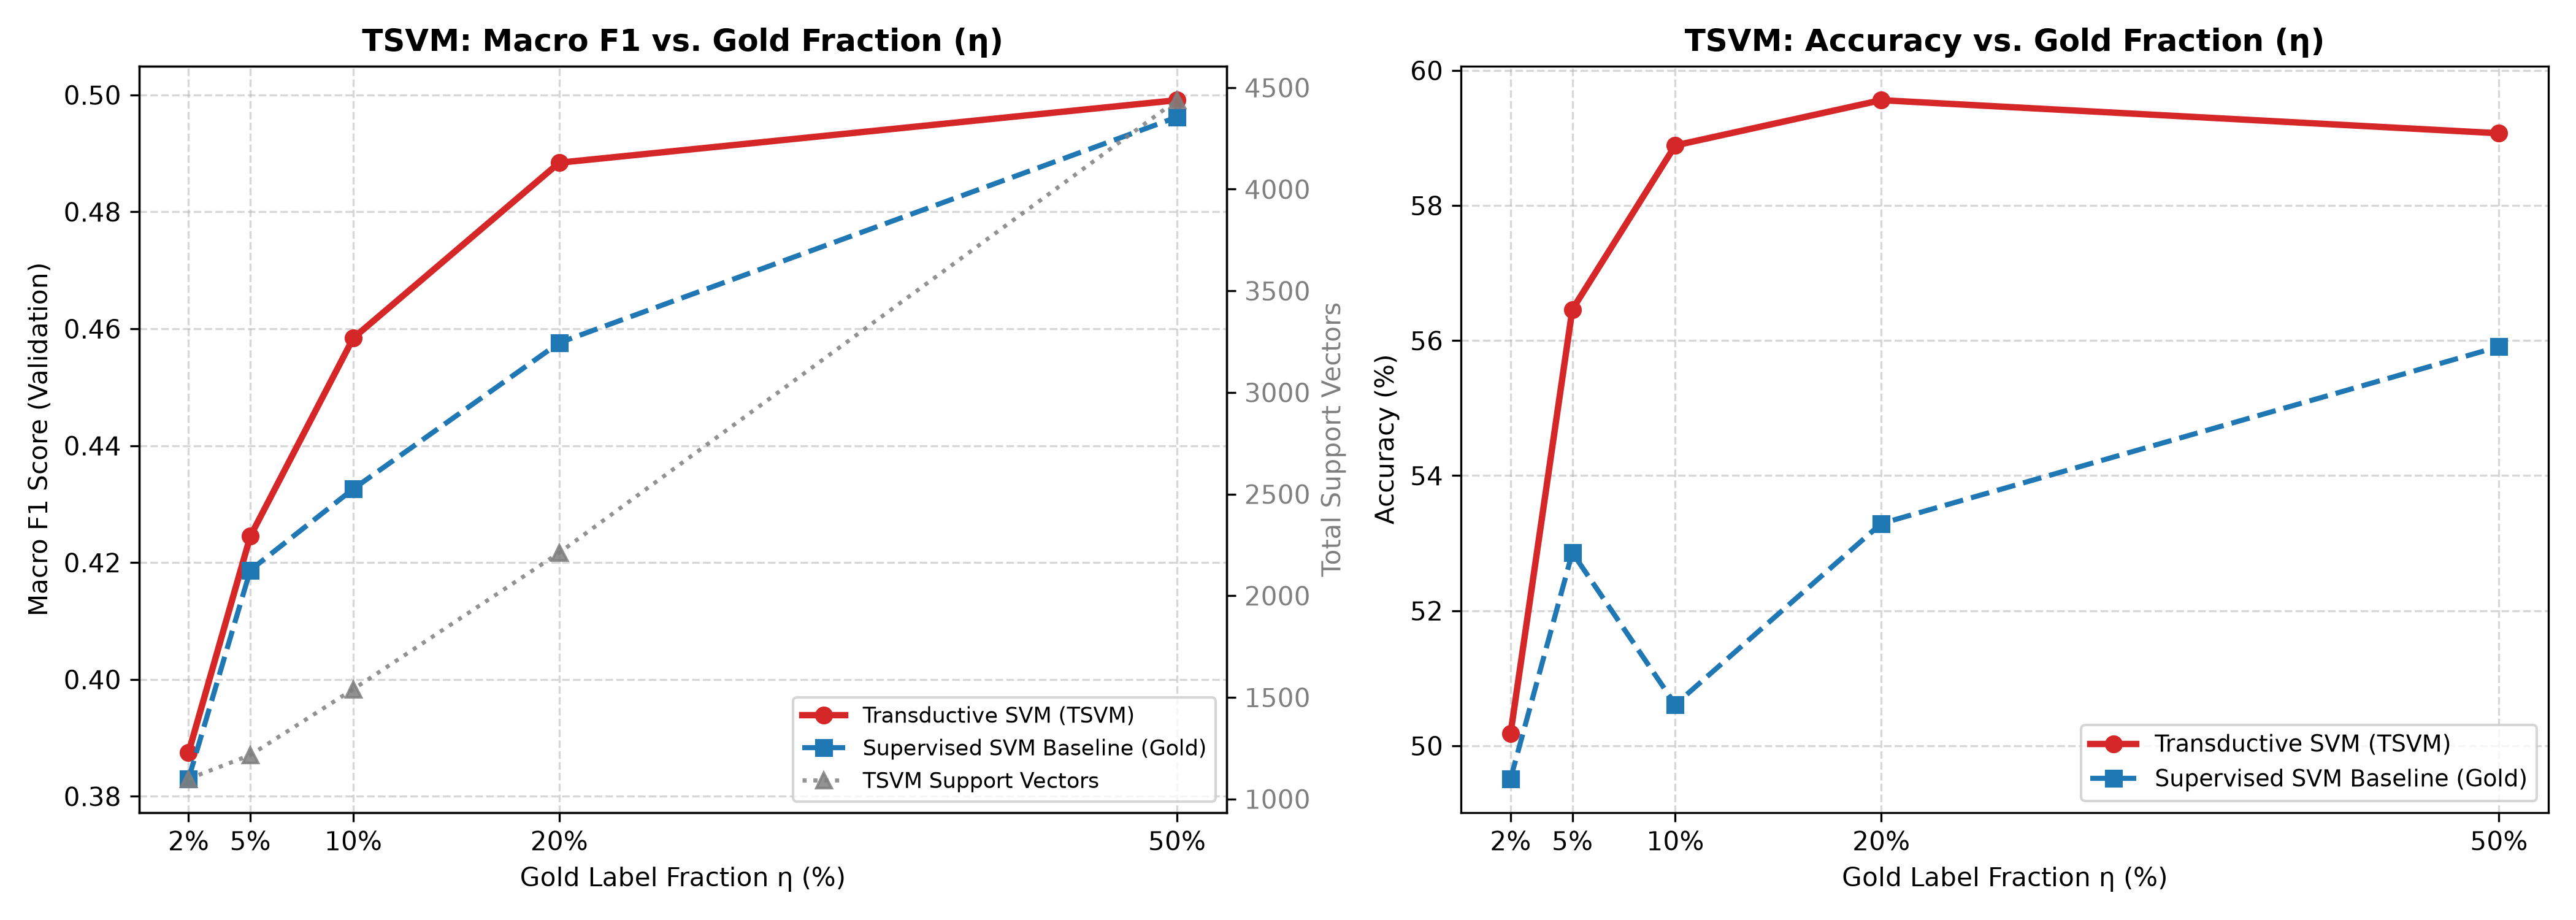 TSVM: Macro F1 vs. Gold Fraction (η)
Macro F1 Score (Validation)
0.50
0.48
0.46
0.44
0.42
0.40
0.38
4500
4000
3500
3000
2500
2000
1500
1000
Total Support Vectors
Transductive SVM (TSVM)
Supervised SVM Baseline (Gold)
TSVM Support Vectors
2% 5% 10% 20% 50%
Gold Label Fraction η (%)
TSVM: Accuracy vs. Gold Fraction (η)
Accuracy (%)
60
58
56
54
52
50
Transductive SVM (TSVM)
Supervised SVM Baseline (Gold)
2% 5% 10% 20% 50%
Gold Label Fraction η (%)